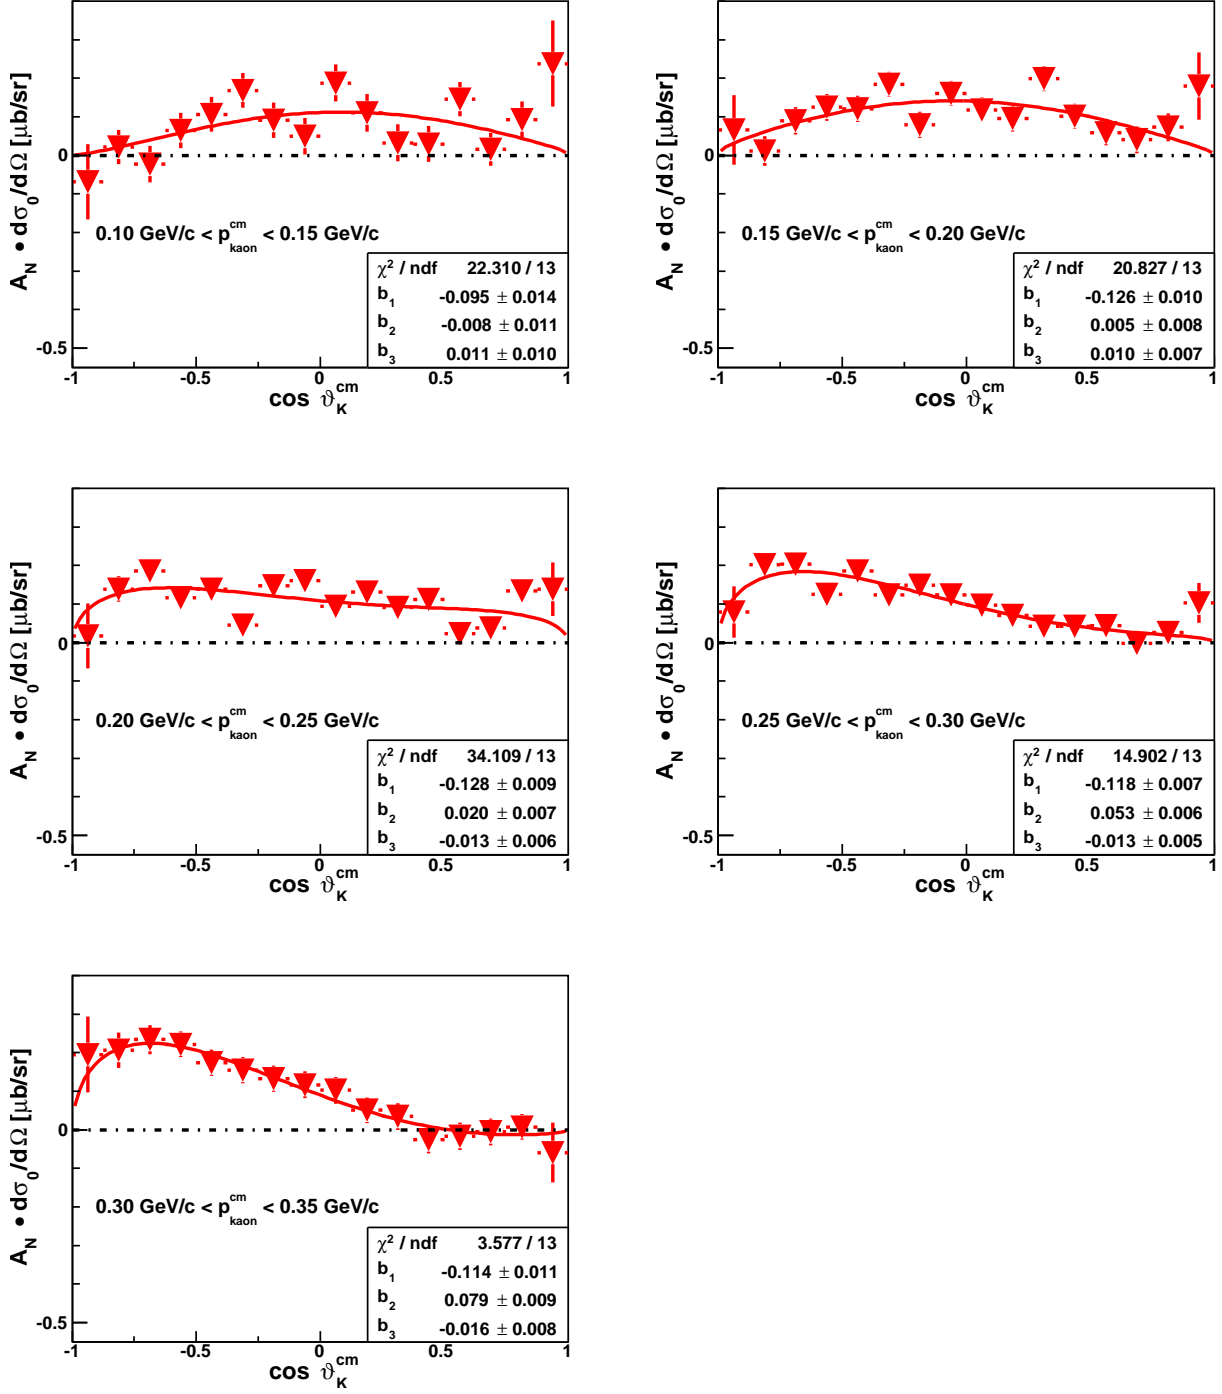 A_N • dσ_0/dΩ [μb/sr]
0
-0.5
0.10 GeV/c < p^cm_kaon < 0.15 GeV/c
χ² / ndf 22.310 / 13
b_1 -0.095 ± 0.014
b_2 -0.008 ± 0.011
b_3 0.011 ± 0.010
-1 -0.5 0 0.5 1
cos ϑ^cm_K
A_N • dσ_0/dΩ [μb/sr]
0
-0.5
0.15 GeV/c < p^cm_kaon < 0.20 GeV/c
χ² / ndf 20.827 / 13
b_1 -0.126 ± 0.010
b_2 0.005 ± 0.008
b_3 0.010 ± 0.007
-1 -0.5 0 0.5 1
cos ϑ^cm_K
A_N • dσ_0/dΩ [μb/sr]
0
-0.5
0.20 GeV/c < p^cm_kaon < 0.25 GeV/c
χ² / ndf 34.109 / 13
b_1 -0.128 ± 0.009
b_2 0.020 ± 0.007
b_3 -0.013 ± 0.006
-1 -0.5 0 0.5 1
cos ϑ^cm_K
A_N • dσ_0/dΩ [μb/sr]
0
-0.5
0.25 GeV/c < p^cm_kaon < 0.30 GeV/c
χ² / ndf 14.902 / 13
b_1 -0.118 ± 0.007
b_2 0.053 ± 0.006
b_3 -0.013 ± 0.005
-1 -0.5 0 0.5 1
cos ϑ^cm_K
A_N • dσ_0/dΩ [μb/sr]
0
-0.5
0.30 GeV/c < p^cm_kaon < 0.35 GeV/c
χ² / ndf 3.577 / 13
b_1 -0.114 ± 0.011
b_2 0.079 ± 0.009
b_3 -0.016 ± 0.008
-1 -0.5 0 0.5 1
cos ϑ^cm_K